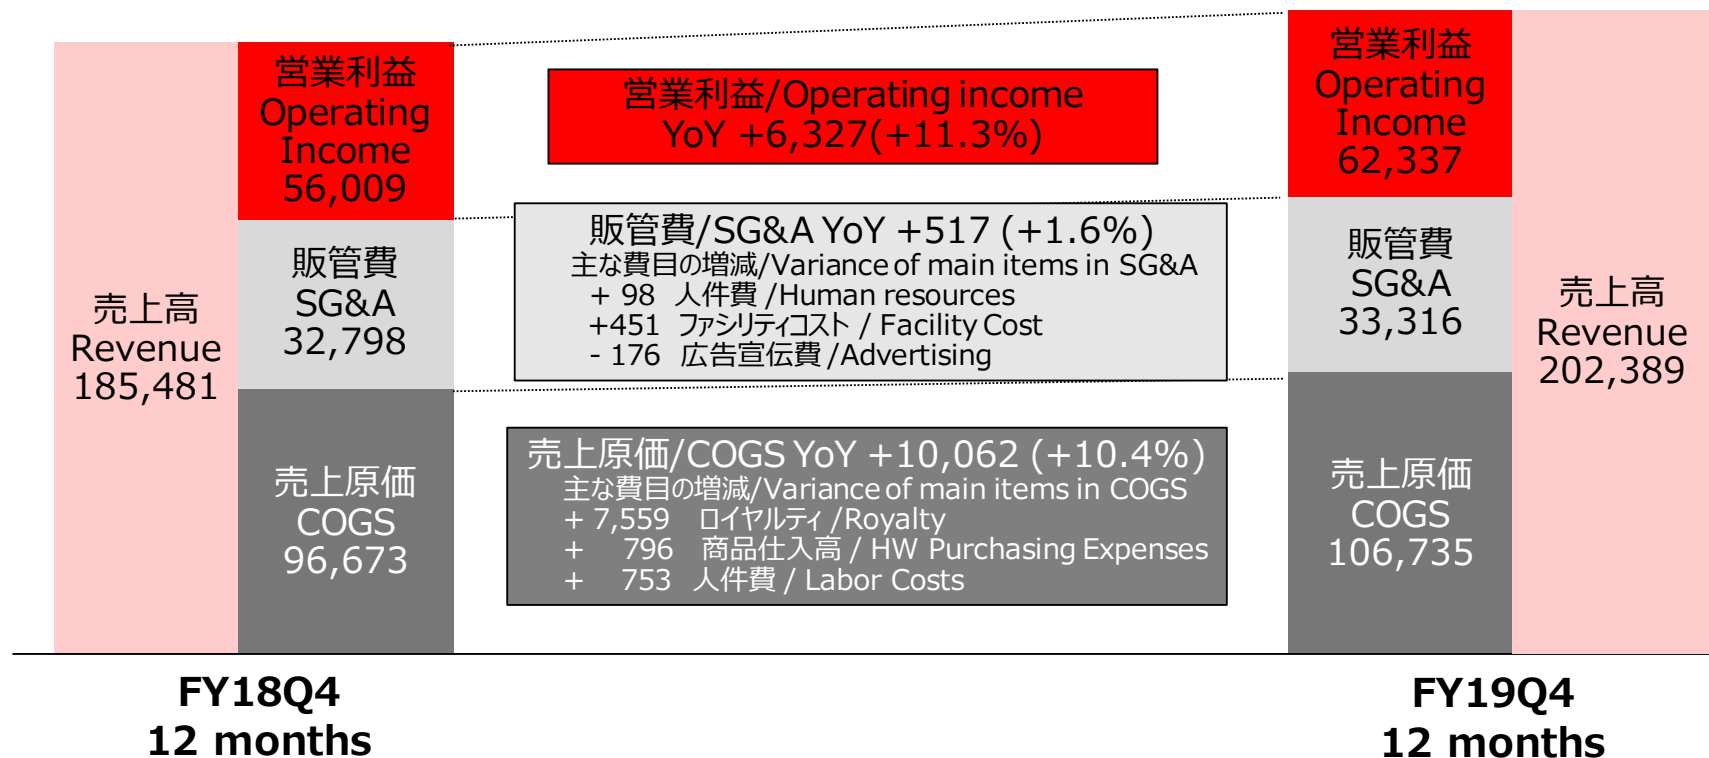 売上高
Revenue
185,481
営業利益
Operating
Income
56,009
販管費
SG&A
32,798
売上原価
COGS
96,673
営業利益/Operating income
YoY +6,327(+11.3%)
販管費/SG&A YoY +517 (+1.6%)
主な費目の増減/Variance of main items in SG&A
+ 98 人件費 /Human resources
+451 ファシリティコスト / Facility Cost
- 176 広告宣伝費 /Advertising
売上原価/COGS YoY +10,062 (+10.4%)
主な費目の増減/Variance of main items in COGS
+ 7,559 ロイヤルティ /Royalty
+ 796 商品仕入高 / HW Purchasing Expenses
+ 753 人件費 / Labor Costs
営業利益
Operating
Income
62,337
販管費
SG&A
33,316
売上原価
COGS
106,735
売上高
Revenue
202,389
FY18Q4
12 months
FY19Q4
12 months